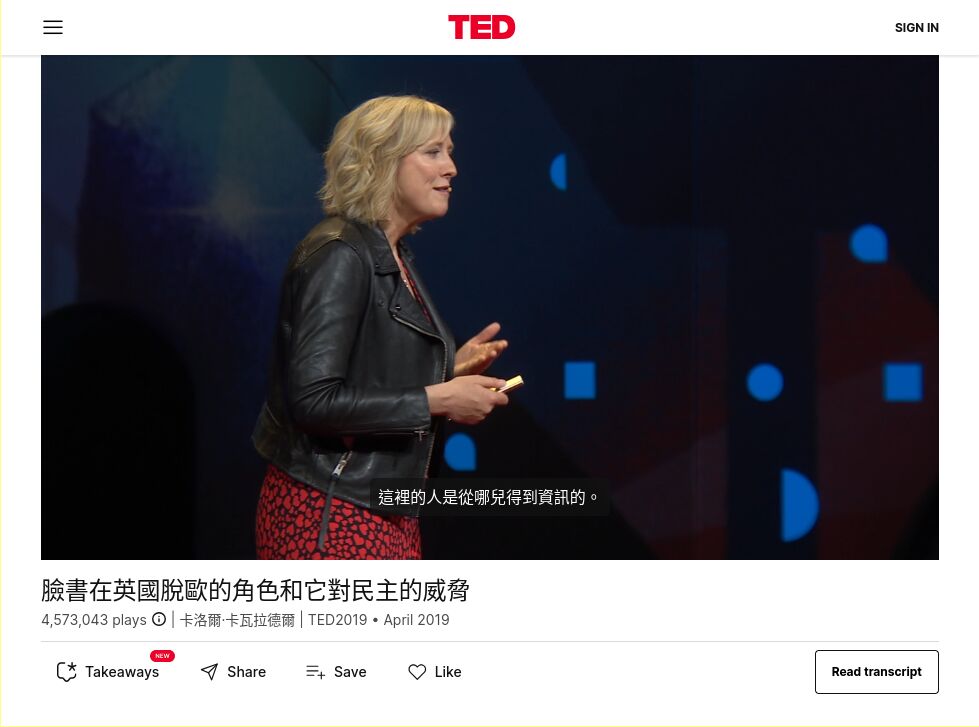 TED
SIGN IN
這裡的人是從哪兒得到資訊的。
臉書在英國脫歐的角色和它對民主的威脅
4,573,043 plays | 卡洛爾·卡瓦拉德爾 | TED2019 • April 2019
NEW
Takeaways Share Save Like Read transcript